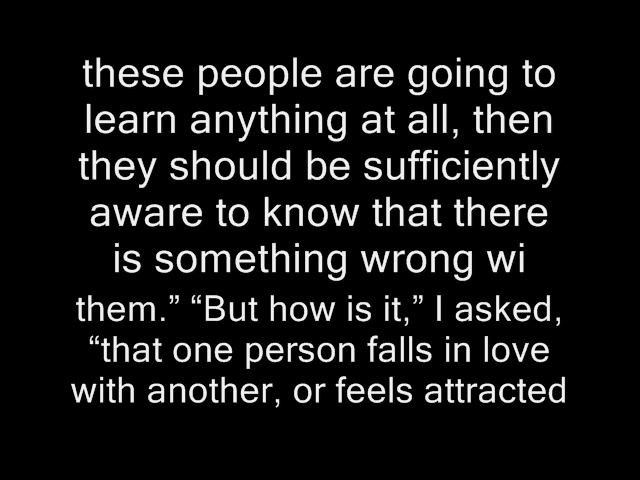 these people are going to
learn anything at all, then
they should be sufficiently
aware to know that there
is something wrong wi
them.” “But how is it,” I asked,
“that one person falls in love
with another, or feels attracted